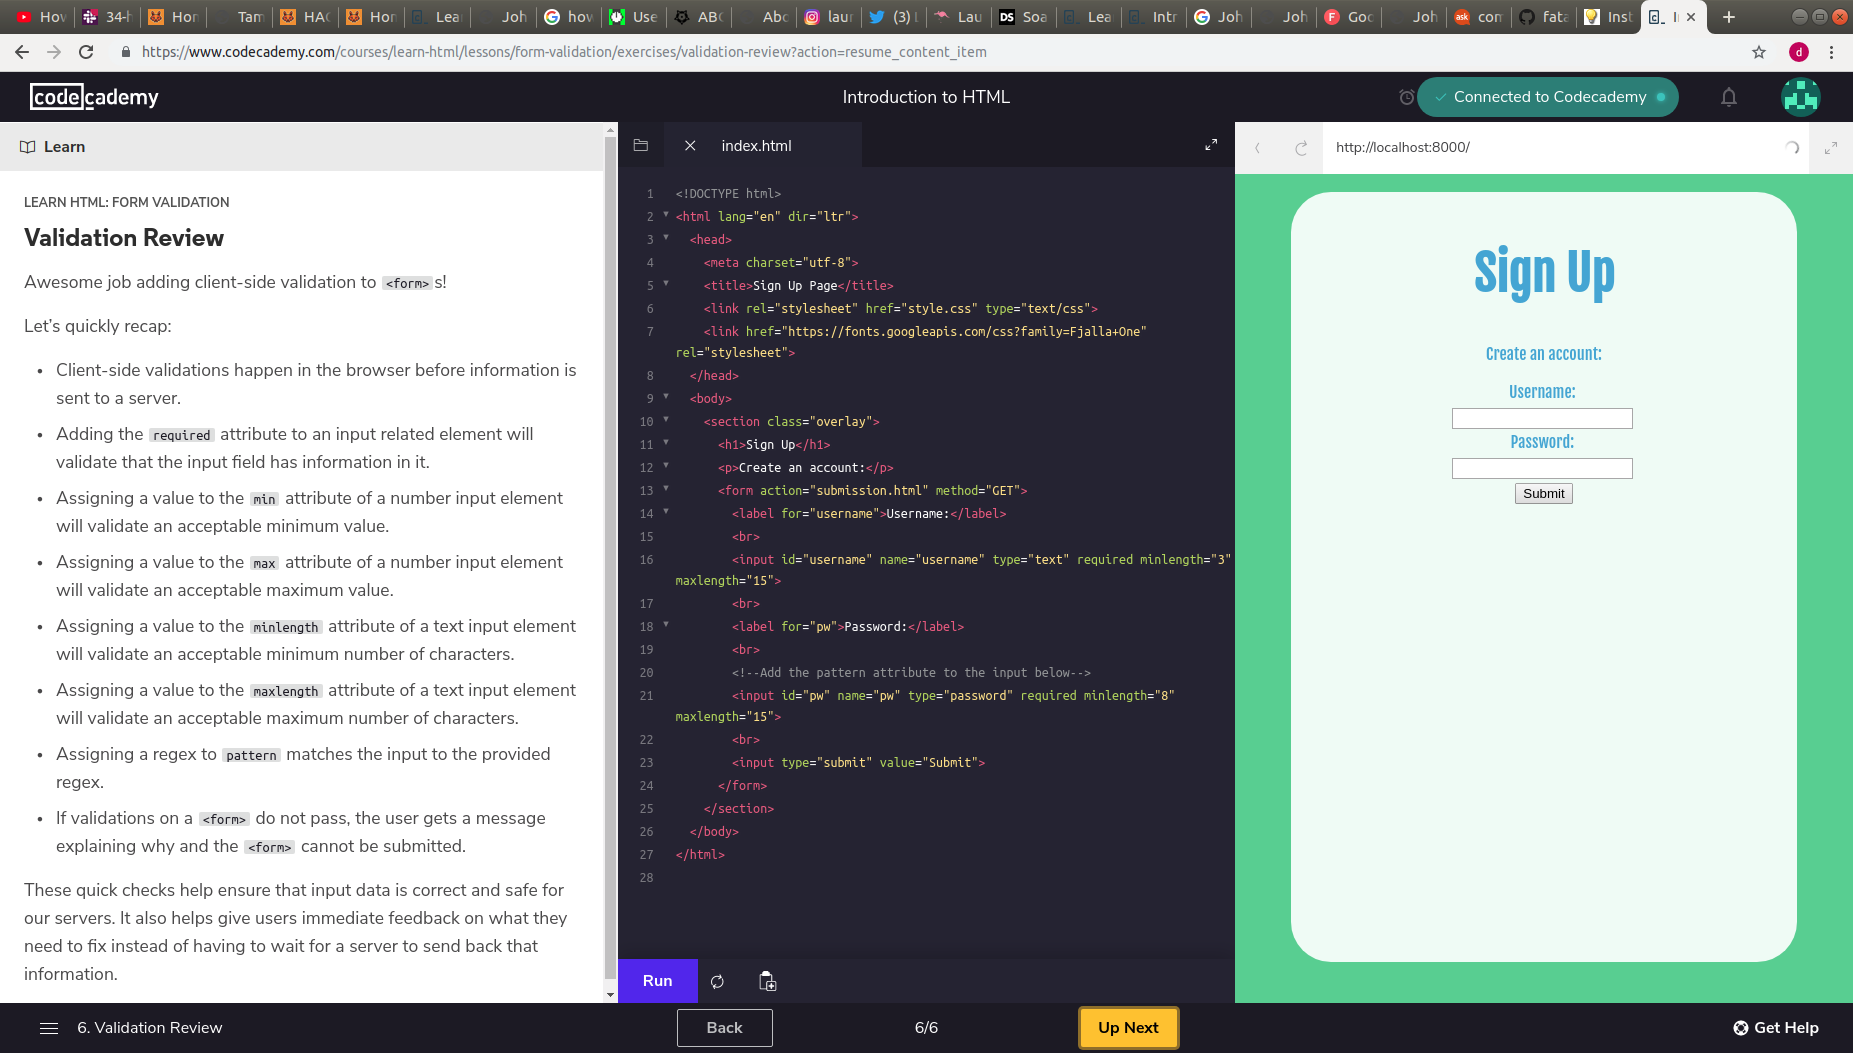 Hov
34-h
Hon
Tam
HAC
Hon
Lear
Joh
how
Use
ABC
Abc
laur
(3) L
Lau
DS Soa
Lea
Intr
Joh
Joh
F Goo
Joh
ask com
fata
Inst
https://www.codecademy.com/courses/learn-html/lessons/form-validation/exercises/validation-review?action=resume_content_item
d
codecademy
Introduction to HTML
Connected to Codecademy
Learn
LEARN HTML: FORM VALIDATION
Validation Review
Awesome job adding client-side validation to <form>s!
Let's quickly recap:
• Client-side validations happen in the browser before information is
sent to a server.
• Adding the required attribute to an input related element will
validate that the input field has information in it.
• Assigning a value to the min attribute of a number input element
will validate an acceptable minimum value.
• Assigning a value to the max attribute of a number input element
will validate an acceptable maximum value.
• Assigning a value to the minlength attribute of a text input element
will validate an acceptable minimum number of characters.
• Assigning a value to the maxlength attribute of a text input element
will validate an acceptable maximum number of characters.
• Assigning a regex to pattern matches the input to the provided
regex.
• If validations on a <form> do not pass, the user gets a message
explaining why and the <form> cannot be submitted.
These quick checks help ensure that input data is correct and safe for
our servers. It also helps give users immediate feedback on what they
need to fix instead of having to wait for a server to send back that
information.
index.html
1 <!DOCTYPE html>
2 <html lang="en" dir="ltr">
3 <head>
4 <meta charset="utf-8">
5 <title>Sign Up Page</title>
6 <link rel="stylesheet" href="style.css" type="text/css">
7 <link href="https://fonts.googleapis.com/css?family=Fjalla+One"
rel="stylesheet">
8 </head>
9 <body>
10 <section class="overlay">
11 <h1>Sign Up</h1>
12 <p>Create an account:</p>
13 <form action="submission.html" method="GET">
14 <label for="username">Username:</label>
15 <br>
16 <input id="username" name="username" type="text" required minlength="3"
maxlength="15">
17 <br>
18 <label for="pw">Password:</label>
19 <br>
20 <!--Add the pattern attribute to the input below-->
21 <input id="pw" name="pw" type="password" required minlength="8"
maxlength="15">
22 <br>
23 <input type="submit" value="Submit">
24 </form>
25 </section>
26 </body>
27 </html>
28
Run
http://localhost:8000/
Sign Up
Create an account:
Username:
Password:
Submit
6. Validation Review
Back
6/6
Up Next
Get Help